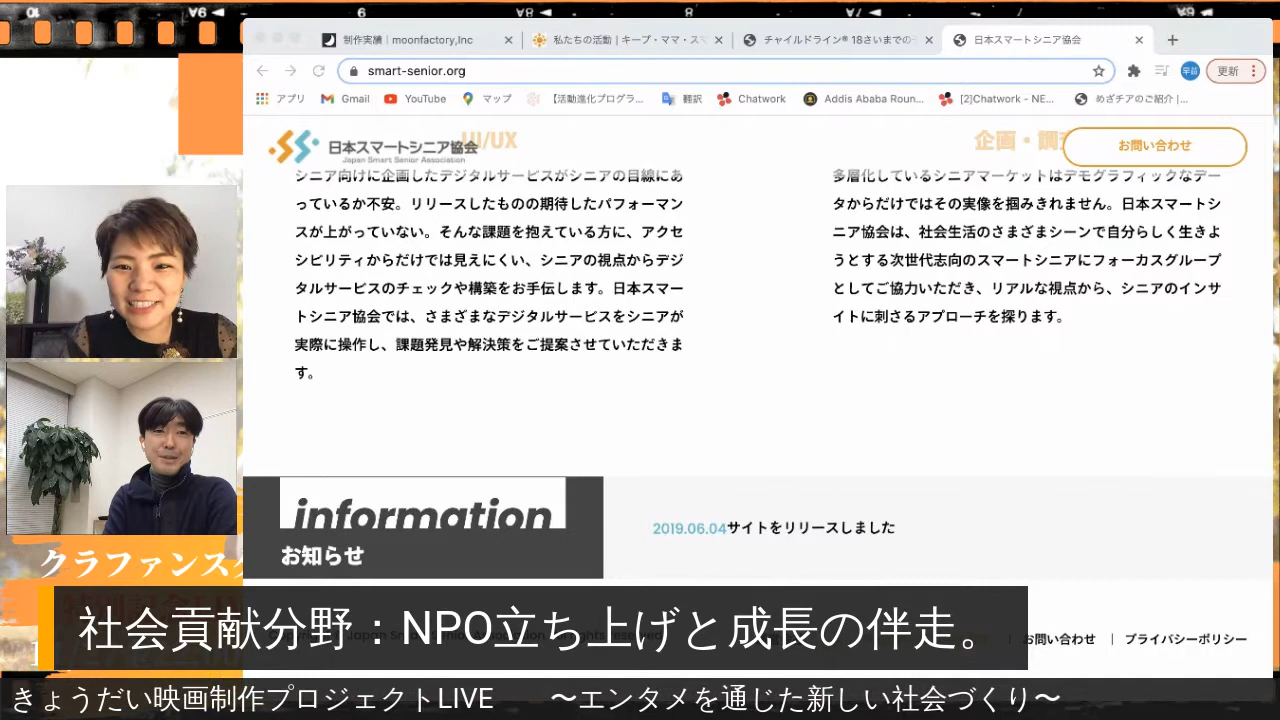 制作実績 | moonfactory,Inc
私たちの活動 | キープ・ママ・ス
チャイルドライン® 18さいまでの
日本スマートシニア協会
smart-senior.org
早苗
更新
アプリ
Gmail
YouTube
マップ
【活動進化プログラ...
翻訳
Chatwork
Addis Ababa Roun...
[2]Chatwork - NE...
めざチアのご紹介 |...
日本スマートシニア協会
Japan Smart Senior Association
UI/UX
企画・調査
お問い合わせ
シニア向けに企画したデジタルサービスがシニアの目線にあ
っているか不安。リリースしたものの期待したパフォーマン
スが上がっていない。そんな課題を抱えている方に、アクセ
シビリティからだけでは見えにくい、シニアの視点からデジ
タルサービスのチェックや構築をお手伝します。日本スマー
トシニア協会では、さまざまなデジタルサービスをシニアが
実際に操作し、課題発見や解決策をご提案させていただきま
す。
多層化しているシニアマーケットはデモグラフィックなデー
タからだけではその実像を掴みきれません。日本スマートシ
ニア協会は、社会生活のさまざまシーンで自分らしく生きよ
うとする次世代志向のスマートシニアにフォーカスグループ
としてご協力いただき、リアルな視点から、シニアのインサ
イトに刺さるアプローチを探ります。
information
お知らせ
2019.06.04サイトをリリースしました
クラファンスク
社会貢献分野：NPO立ち上げと成長の伴走。
お問い合わせ | プライバシーポリシー
きょうだい映画制作プロジェクトLIVE 〜エンタメを通じた新しい社会づくり〜